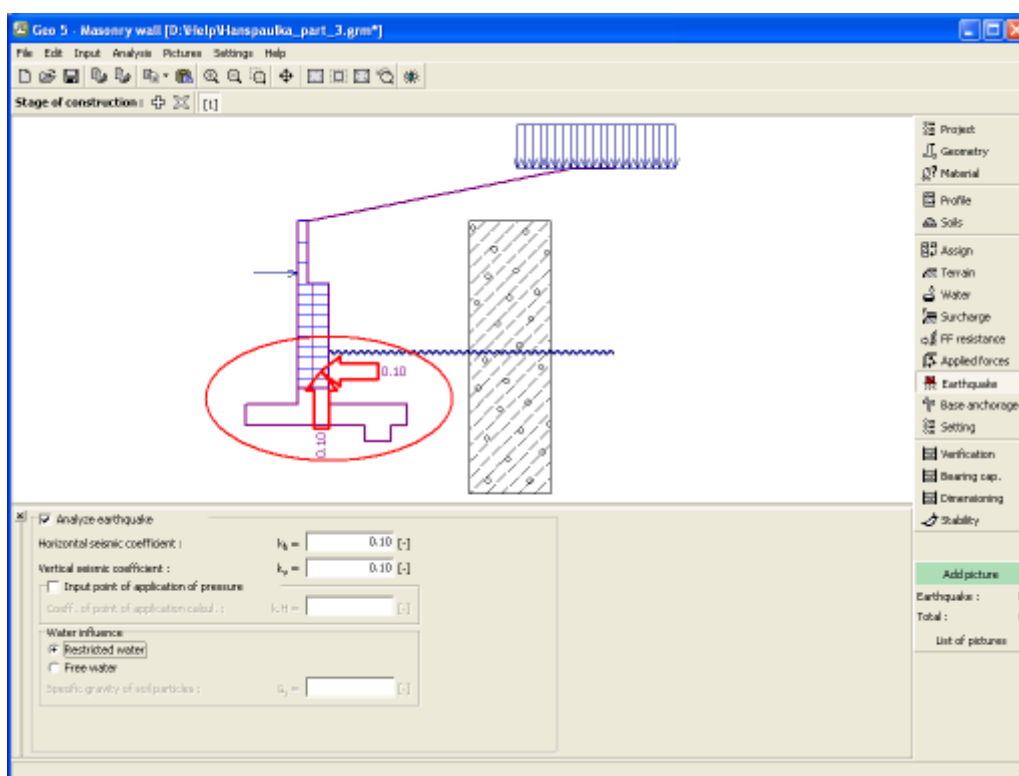 Geo 5 - Masonry wall [D:\Help\Hanspaulka_part_3.grm*]
File Edit Input Analysis Pictures Settings Help
Stage of construction : [1]
0.10
0.10
Project
Geometry
Material
Profile
Soils
Assign
Terrain
Water
Surcharge
FF resistance
Applied forces
Earthquake
Base anchorage
Setting
Verification
Bearing cap.
Dimensioning
Stability
Add picture
Earthquake :
Total :
List of pictures
Analyze earthquake
Horizontal seismic coefficient : kh = 0.10 [-]
Vertical seismic coefficient : kv = 0.10 [-]
Input point of application of pressure
Coeff. of point of application calcul. : k.H = [-]
Water influence
Restricted water
Free water
Specific gravity of soil particles : Gs = [-]